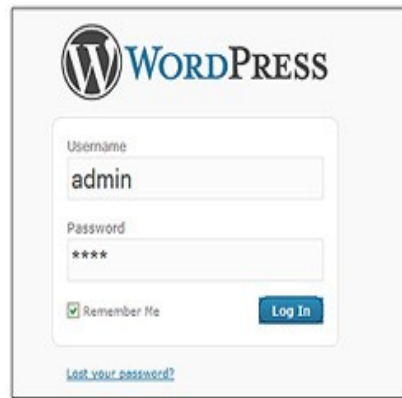 WORDPRESS
Username
admin
Password
****
Remember Me Log In
Lost your password?